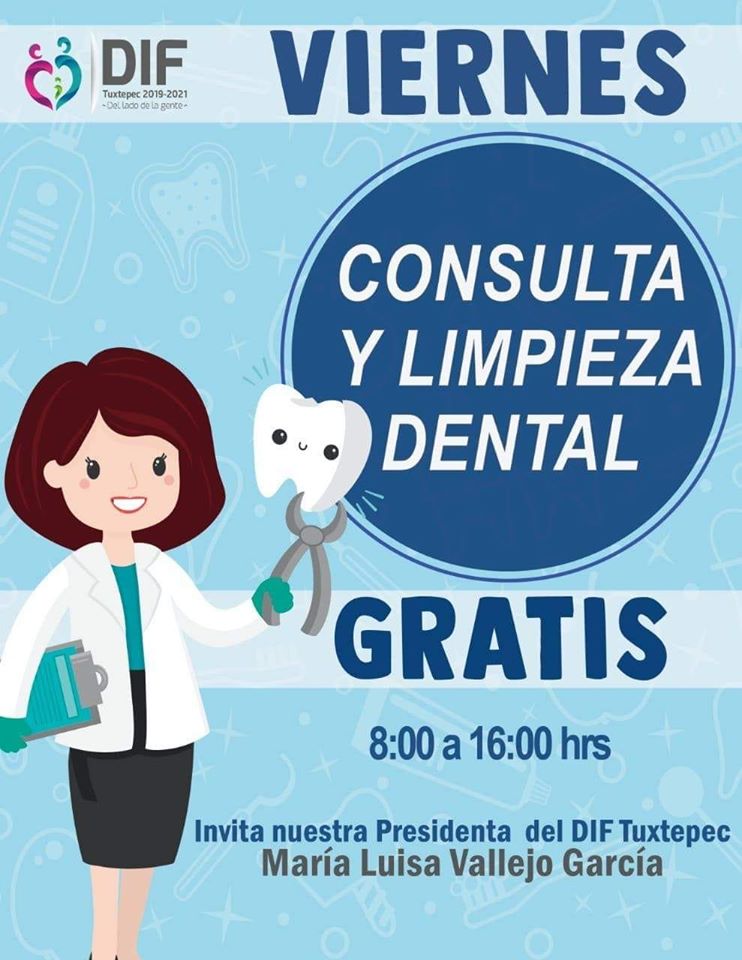 DIF
Tuxtepec 2019-2021
-Del lado de la gente-
VIERNES
CONSULTA
Y LIMPIEZA
DENTAL
GRATIS
8:00 a 16:00 hrs
Invita nuestra Presidenta del DIF Tuxtepec
María Luisa Vallejo García